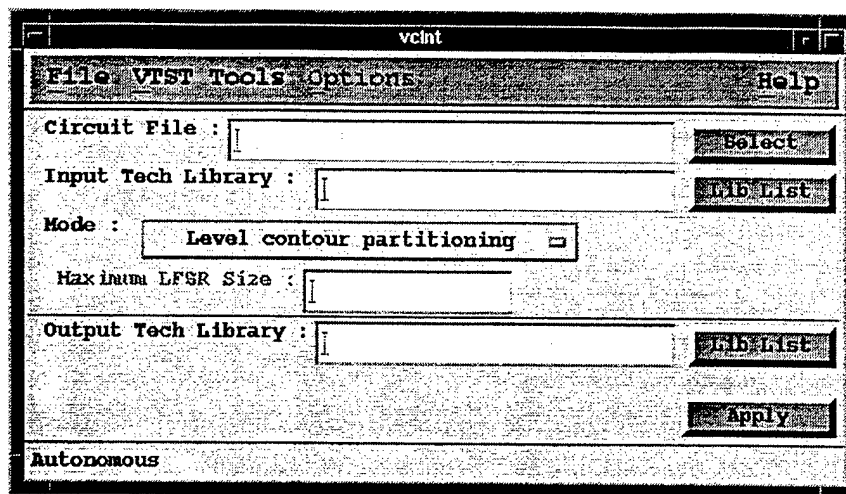 vcint
File VTST Tools Options Help
Circuit File : Select
Input Tech Library : Lib List
Mode : Level contour partitioning
Maximum LFSR Size :
Output Tech Library : Lib List
Apply
Autonomous